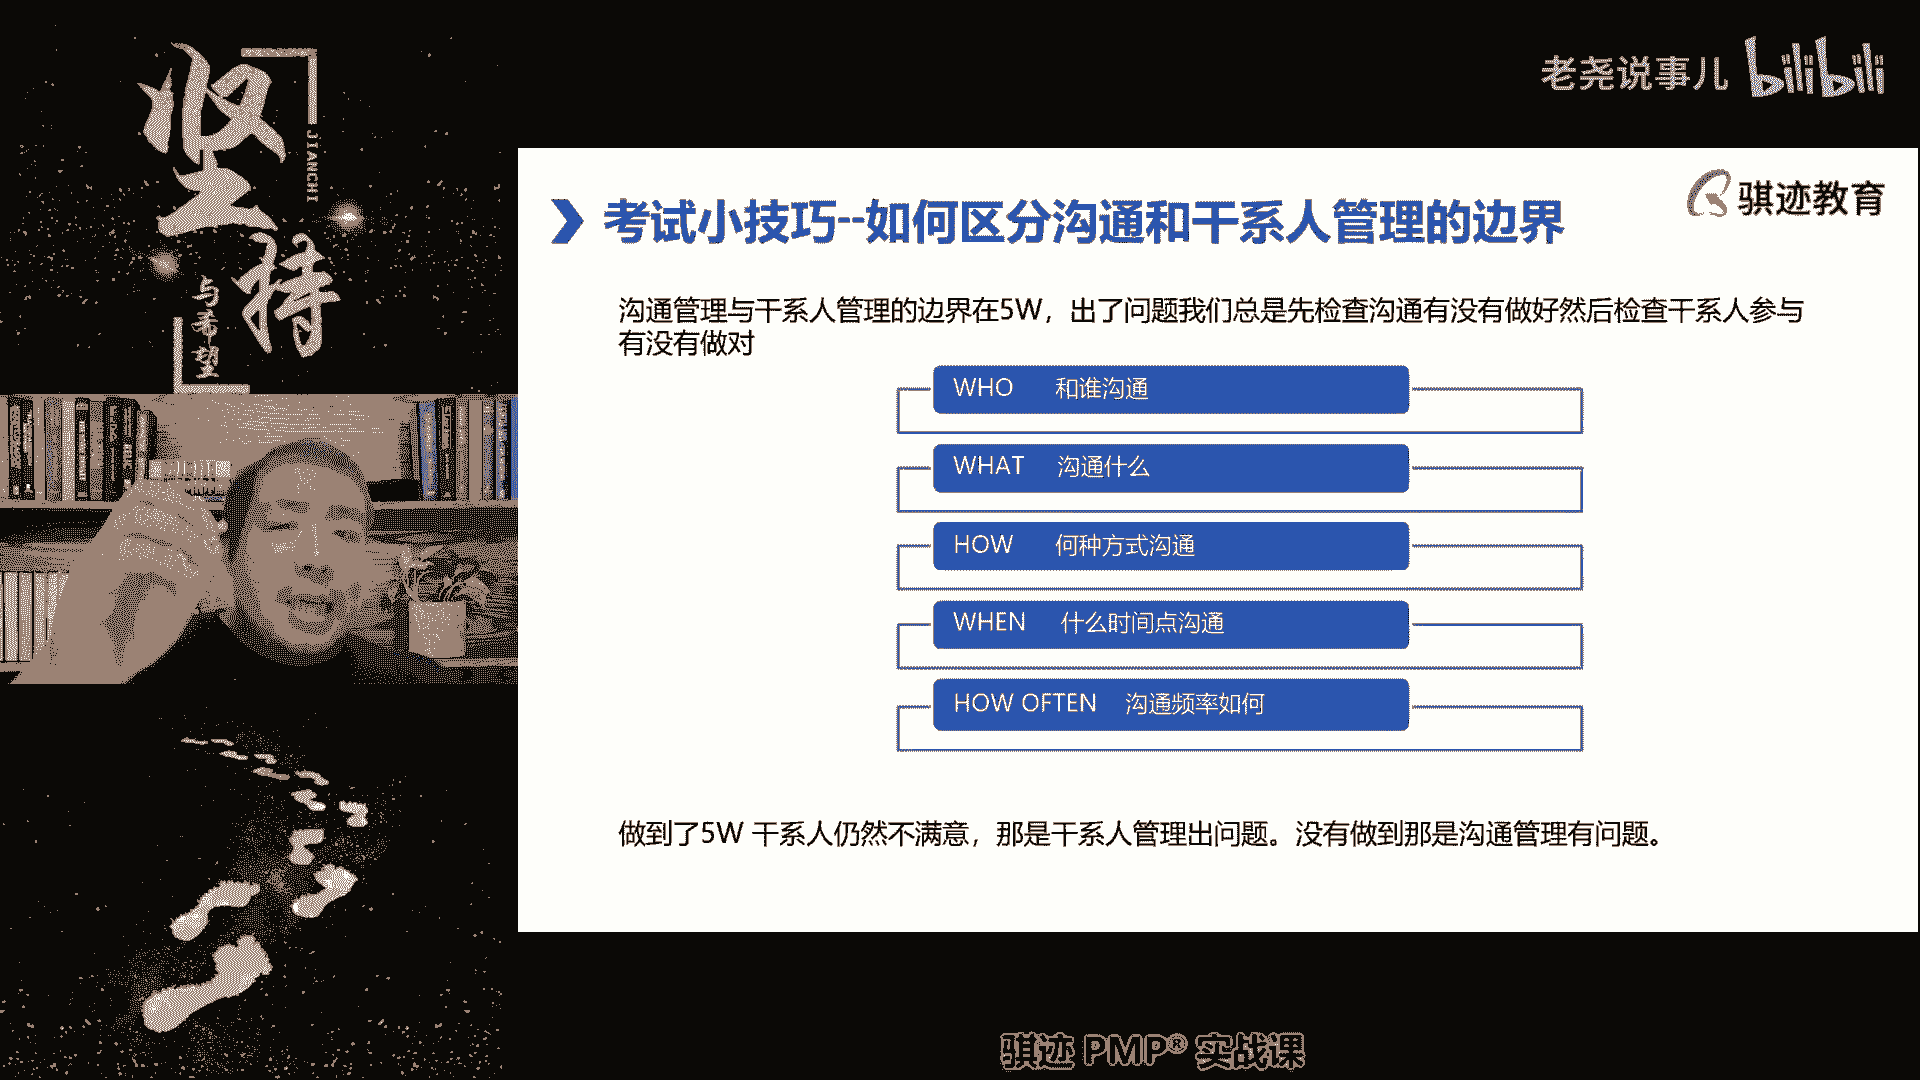 坚持
JIANCHI
与希望
老尧说事儿 bilibili
骐迹教育
考试小技巧--如何区分沟通和干系人管理的边界
沟通管理与干系人管理的边界在5W，出了问题我们总是先检查沟通有没有做好然后检查干系人参与
有没有做对
WHO 和谁沟通
WHAT 沟通什么
HOW 何种方式沟通
WHEN 什么时间点沟通
HOW OFTEN 沟通频率如何
做到了5W 干系人仍然不满意，那是干系人管理出问题。没有做到那是沟通管理有问题。
骐迹 PMP® 实战课